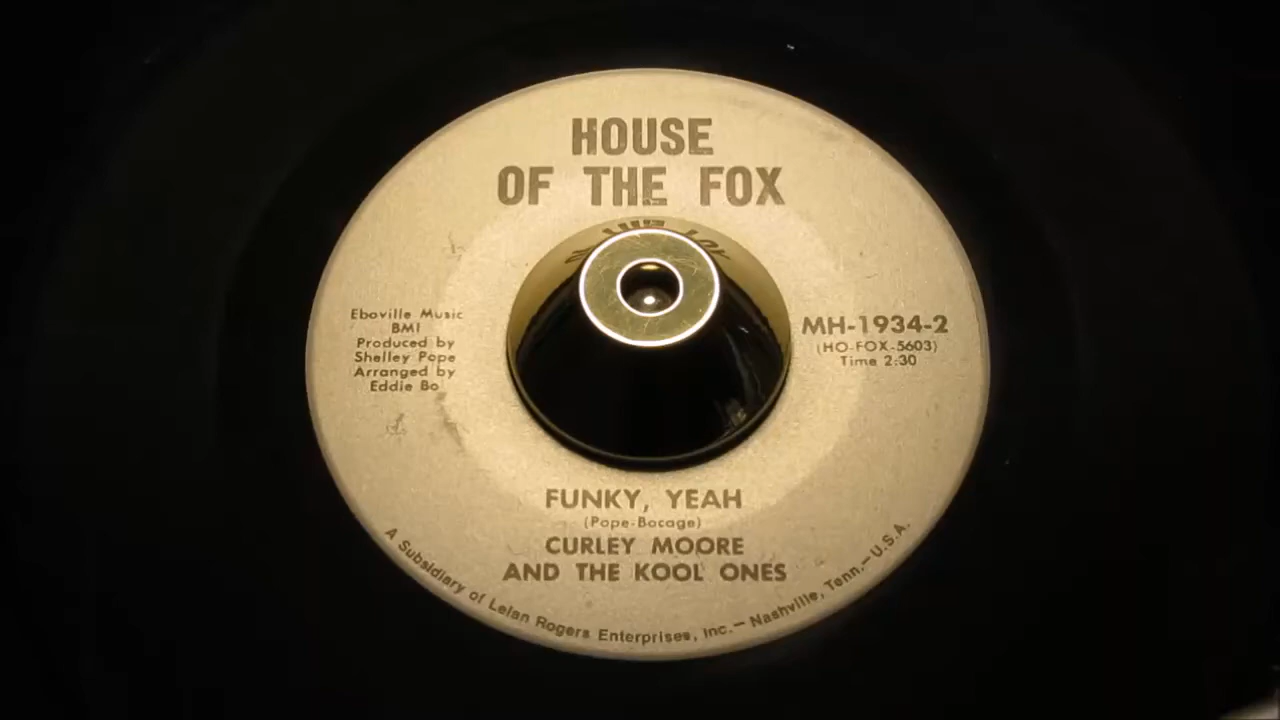 HOUSE
OF THE FOX
Eboville Music
BMI
Produced by
Shelley Pope
Arranged by
Eddie Bo
MH-1934-2
(HO-FOX-5603)
Time 2:30
FUNKY, YEAH
(Pope-Bocage)
CURLEY MOORE
AND THE KOOL ONES
A Subsidiary of Lelan Rogers Enterprises, Inc.— Nashville, Tenn.— U.S.A.